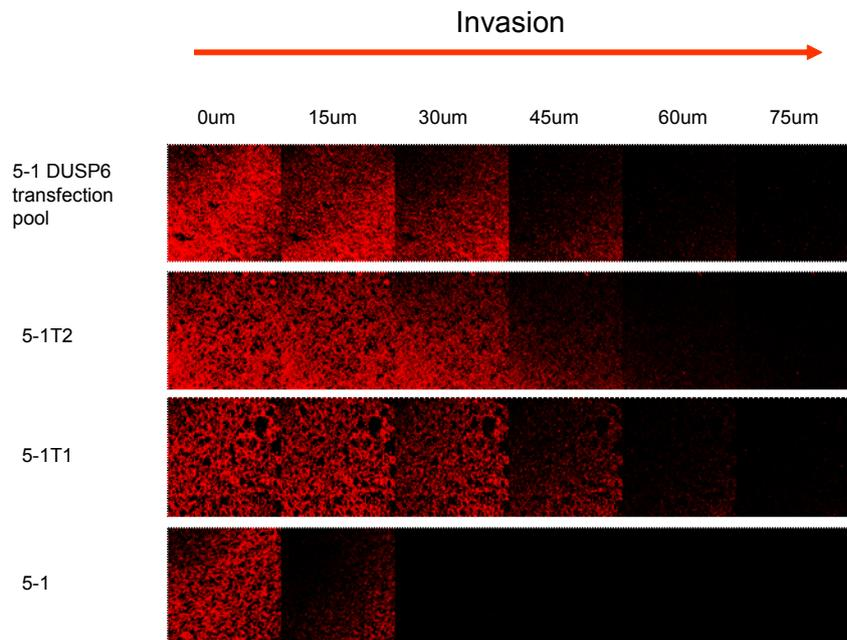 Invasion
0um 15um 30um 45um 60um 75um
5-1 DUSP6
transfection
pool
5-1T2
5-1T1
5-1